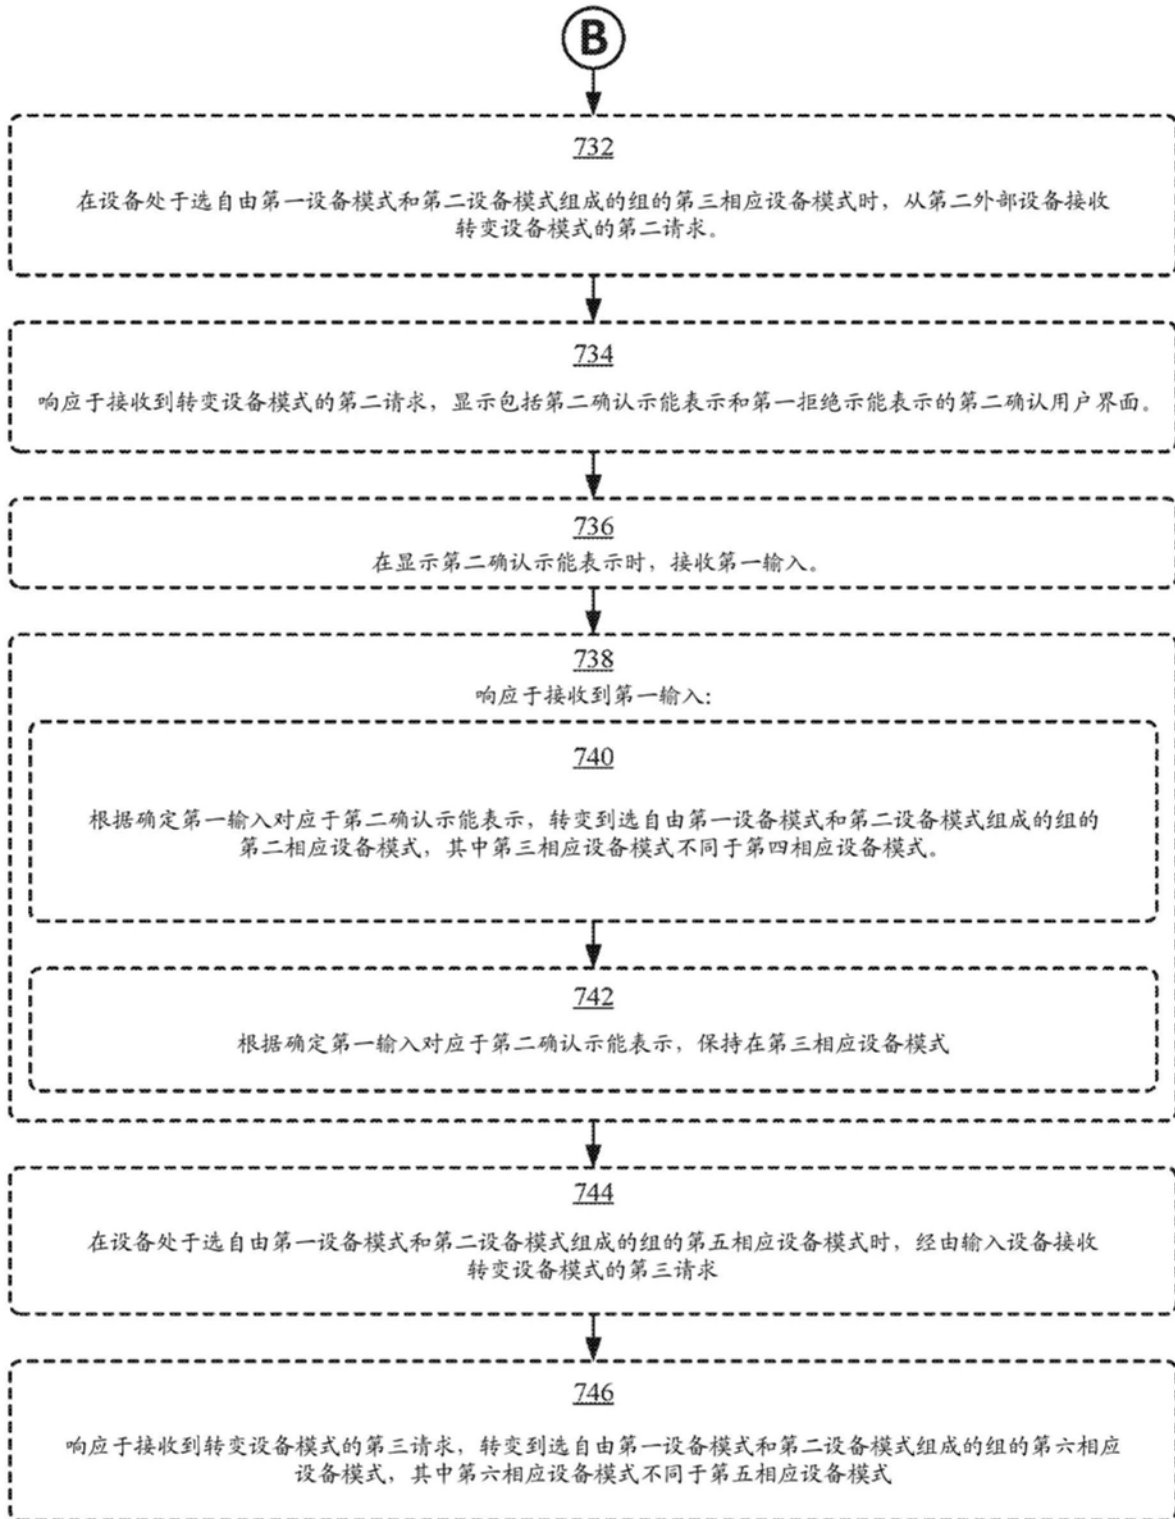 B
732
在设备处于选自由第一设备模式和第二设备模式组成的组的第三相应设备模式时，从第二外部设备接收
转变设备模式的第二请求。
734
响应于接收到转变设备模式的第二请求，显示包括第二确认示能表示和第一拒绝示能表示的第二确认用户界面。
736
在显示第二确认示能表示时，接收第一输入。
738
响应于接收到第一输入：
740
根据确定第一输入对应于第二确认示能表示，转变到选自由第一设备模式和第二设备模式组成的组的
第二相应设备模式，其中第三相应设备模式不同于第四相应设备模式。
742
根据确定第一输入对应于第二确认示能表示，保持在第三相应设备模式
744
在设备处于选自由第一设备模式和第二设备模式组成的组的第五相应设备模式时，经由输入设备接收
转变设备模式的第三请求
746
响应于接收到转变设备模式的第三请求，转变到选自由第一设备模式和第二设备模式组成的组的第六相应
设备模式，其中第六相应设备模式不同于第五相应设备模式